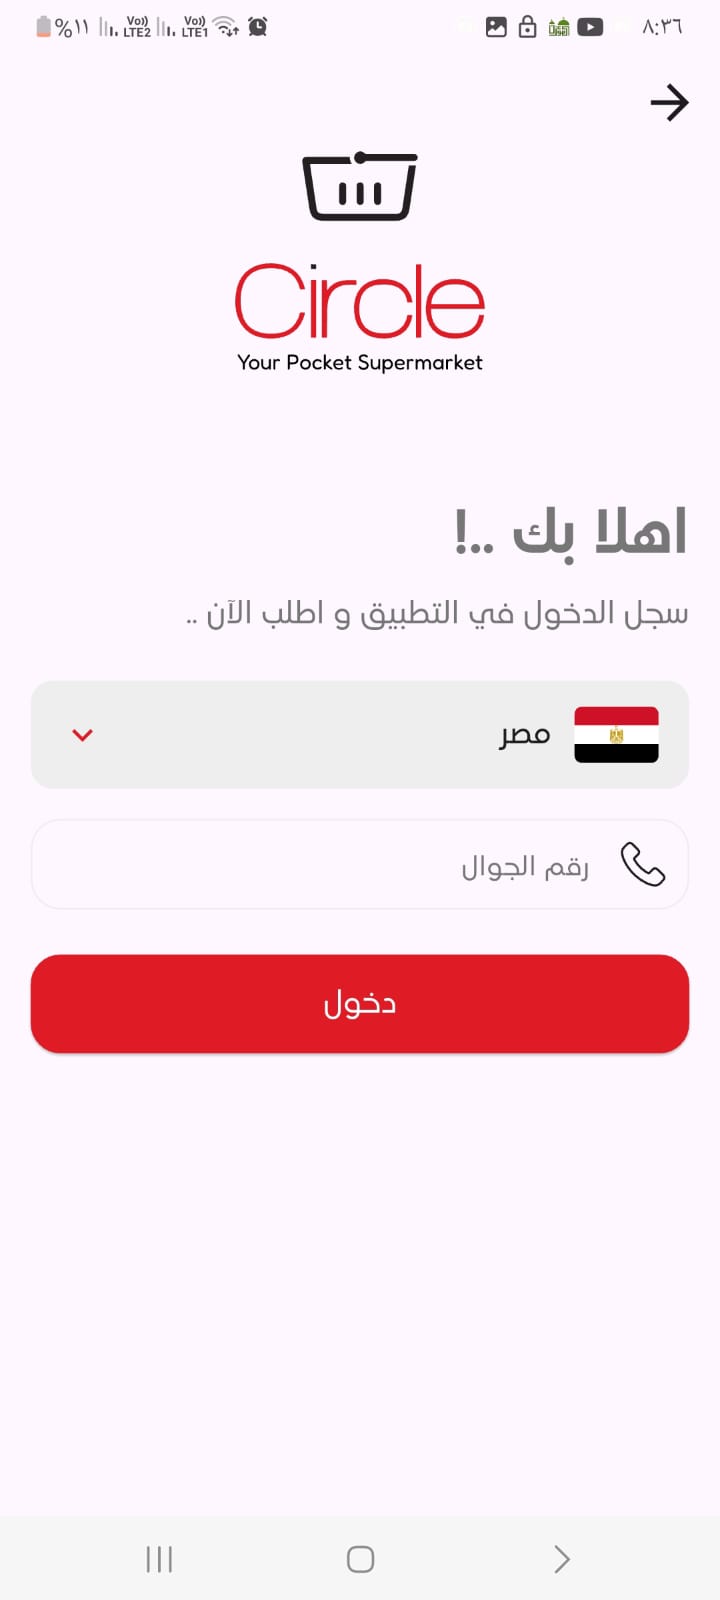 ٨:٣٦
Vo)) LTE1 Vo)) LTE2 %١١
Circle
Your Pocket Supermarket
اهلا بك ..!
سجل الدخول في التطبيق و اطلب الآن ..
مصر
رقم الجوال
دخول